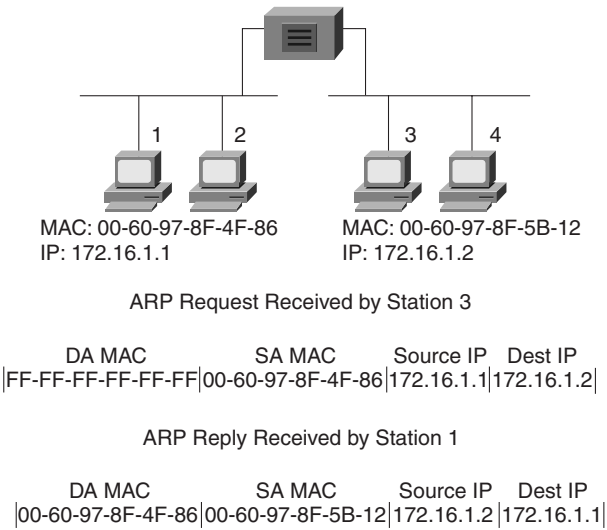 1 2 3 4
MAC: 00-60-97-8F-4F-86 MAC: 00-60-97-8F-5B-12
IP: 172.16.1.1 IP: 172.16.1.2
ARP Request Received by Station 3
DA MAC SA MAC Source IP Dest IP
|FF-FF-FF-FF-FF-FF|00-60-97-8F-4F-86|172.16.1.1|172.16.1.2|
ARP Reply Received by Station 1
DA MAC SA MAC Source IP Dest IP
|00-60-97-8F-4F-86|00-60-97-8F-5B-12|172.16.1.2|172.16.1.1|